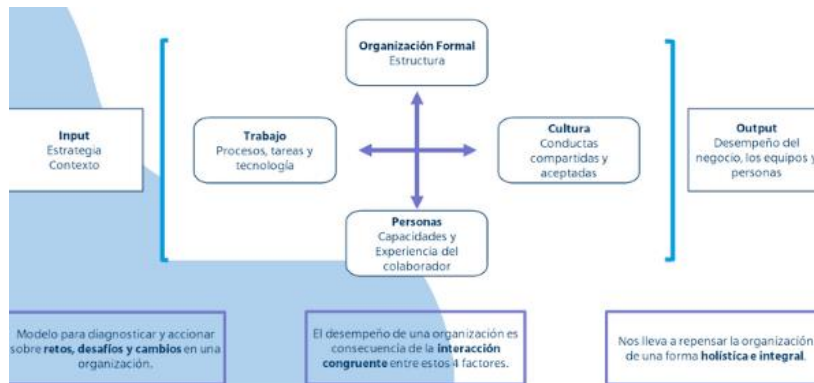 Organización Formal
Estructura
Input
Estrategia
Contexto
Trabajo
Procesos, tareas y
tecnología
Cultura
Conductas
compartidas y
aceptadas
Output
Desempeño del
negocio, los equipos y
personas
Personas
Capacidades y
Experiencia del
colaborador
Modelo para diagnosticar y accionar
sobre retos, desafíos y cambios en una
organización.
El desempeño de una organización es
consecuencia de la interacción
congruente entre estos 4 factores.
Nos lleva a repensar la organización
de una forma holística e integral.